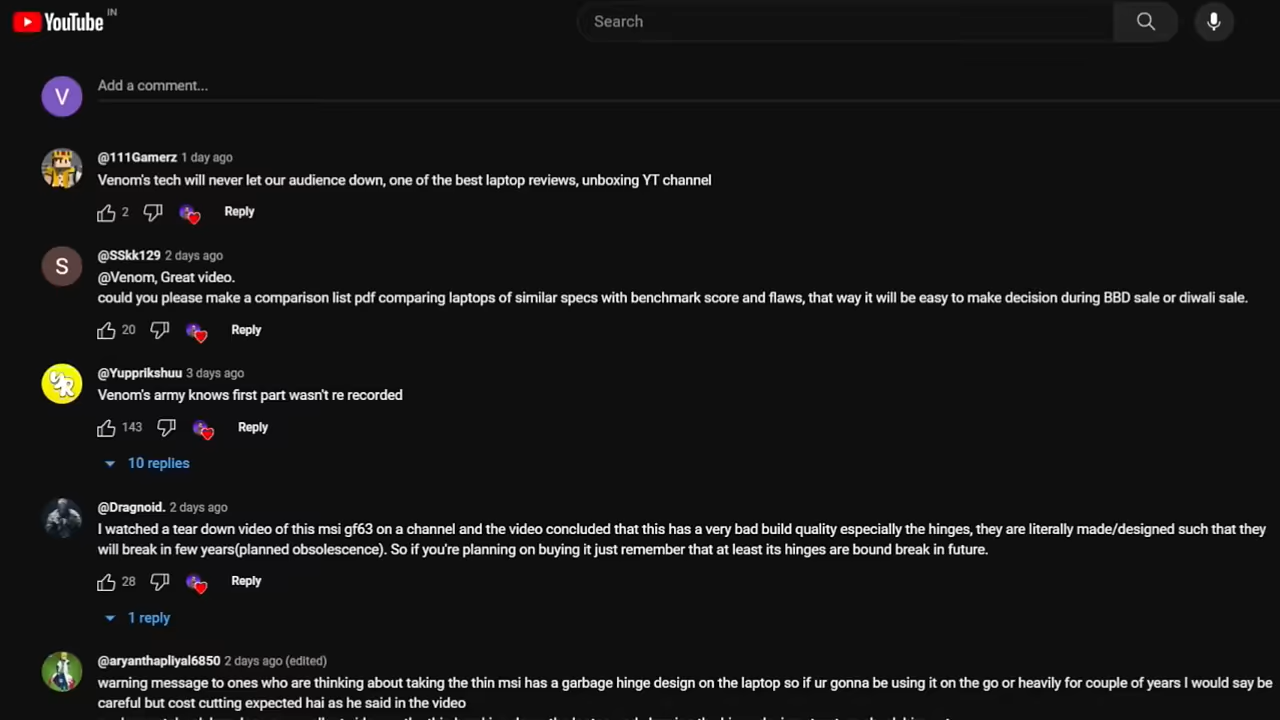 YouTube IN
Search
V
Add a comment...
@111Gamerz 1 day ago
Venom's tech will never let our audience down, one of the best laptop reviews, unboxing YT channel
2 Reply
S
@SSkk129 2 days ago
@Venom, Great video.
could you please make a comparison list pdf comparing laptops of similar specs with benchmark score and flaws, that way it will be easy to make decision during BBD sale or diwali sale.
20 Reply
@Yupprikshuu 3 days ago
Venom's army knows first part wasn't re recorded
143 Reply
10 replies
@Dragnoid. 2 days ago
I watched a tear down video of this msi gf63 on a channel and the video concluded that this has a very bad build quality especially the hinges, they are literally made/designed such that they
will break in few years(planned obsolescence). So if you're planning on buying it just remember that at least its hinges are bound break in future.
28 Reply
1 reply
@aryanthapliyal6850 2 days ago (edited)
warning message to ones who are thinking about taking the thin msi has a garbage hinge design on the laptop so if ur gonna be using it on the go or heavily for couple of years I would say be
careful but cost cutting expected hai as he said in the video